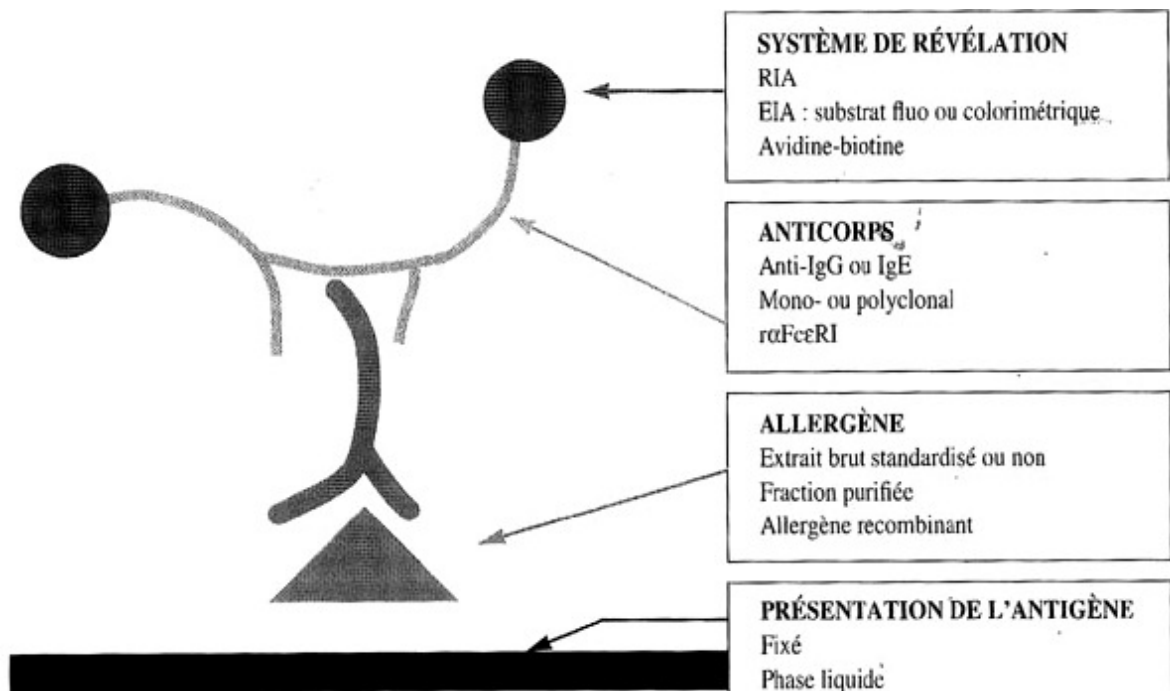 SYSTÈME DE RÉVÉLATION
RIA
EIA : substrat fluo ou colorimétrique
Avidine-biotine
ANTICORPS
Anti-IgG ou IgE
Mono- ou polyclonal
rαFcεRI
ALLERGÈNE
Extrait brut standardisé ou non
Fraction purifiée
Allergène recombinant
PRÉSENTATION DE L'ANTIGÈNE
Fixé
Phase liquide